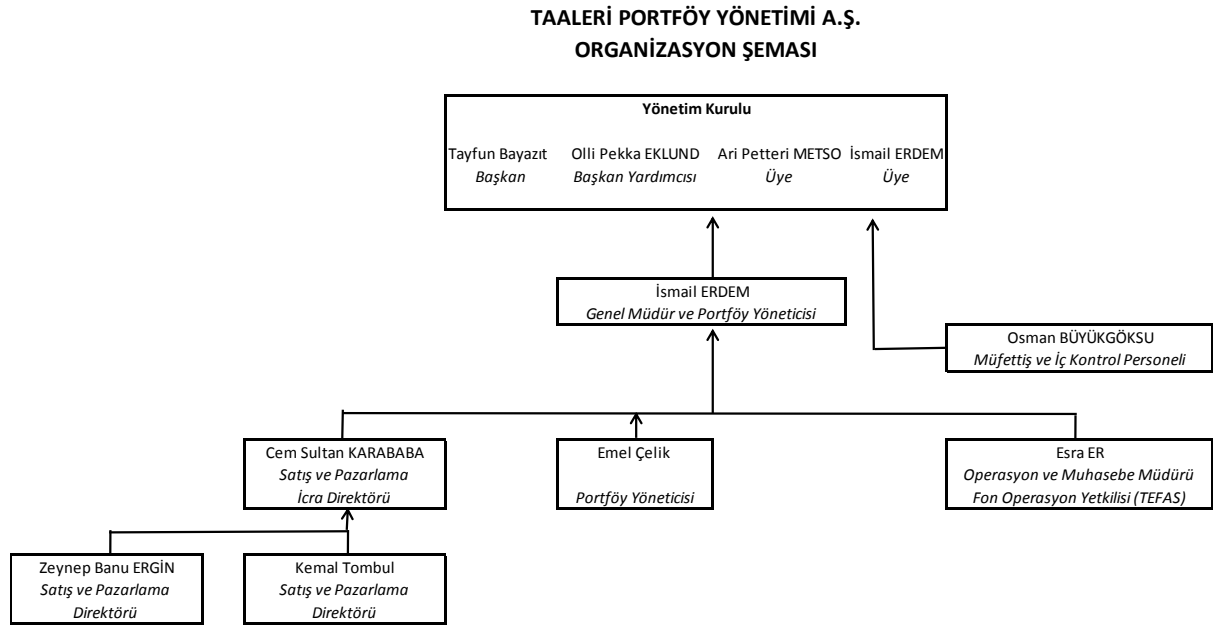 TAALERİ PORTFÖY YÖNETİMİ A.Ş.
ORGANİZASYON ŞEMASI
Yönetim Kurulu
Tayfun Bayazıt Olli Pekka EKLUND Ari Petteri METSO İsmail ERDEM
Başkan Başkan Yardımcısı Üye Üye
İsmail ERDEM
Genel Müdür ve Portföy Yöneticisi
Osman BÜYÜKGÖKSU
Müfettiş ve İç Kontrol Personeli
Cem Sultan KARABABA
Satış ve Pazarlama
İcra Direktörü
Emel Çelik
Portföy Yöneticisi
Esra ER
Operasyon ve Muhasebe Müdürü
Fon Operasyon Yetkilisi (TEFAS)
Zeynep Banu ERGİN
Satış ve Pazarlama
Direktörü
Kemal Tombul
Satış ve Pazarlama
Direktörü